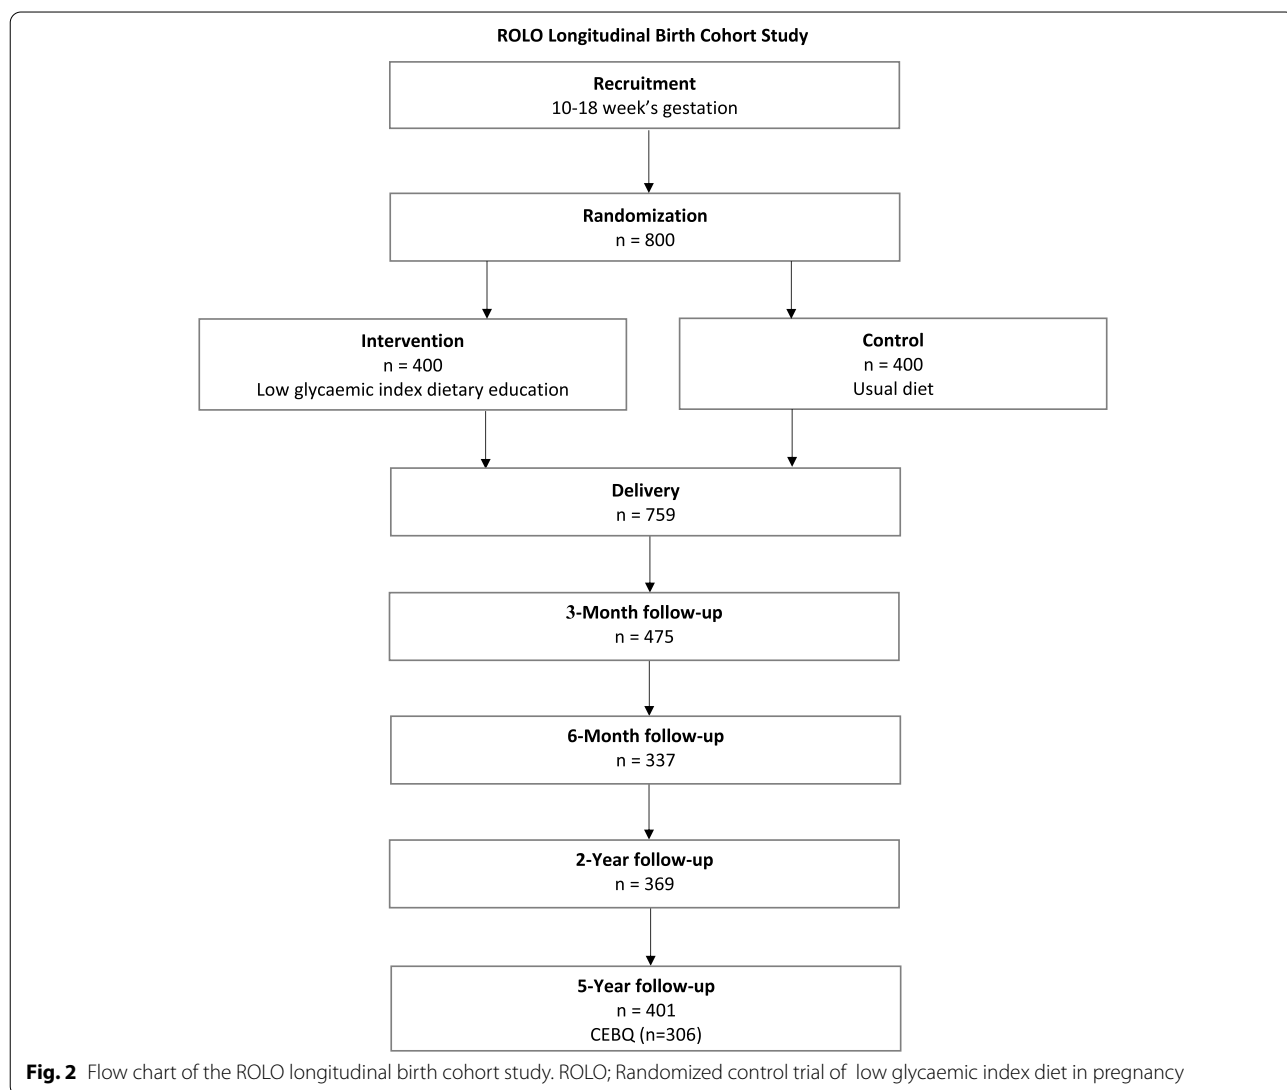 ROLO Longitudinal Birth Cohort Study
Recruitment
10-18 week's gestation
Randomization
n = 800
Intervention
n = 400
Low glycaemic index dietary education
Control
n = 400
Usual diet
Delivery
n = 759
3-Month follow-up
n = 475
6-Month follow-up
n = 337
2-Year follow-up
n = 369
5-Year follow-up
n = 401
CEBQ (n=306)
Fig. 2 Flow chart of the ROLO longitudinal birth cohort study. ROLO; Randomized control trial of low glycaemic index diet in pregnancy